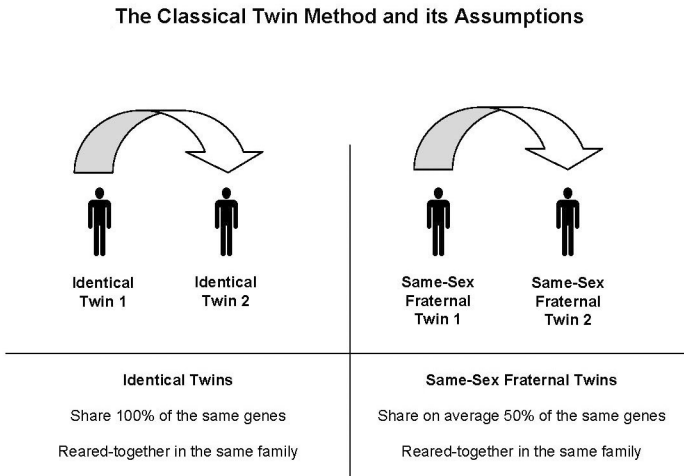 The Classical Twin Method and its Assumptions
Identical
Twin 1
Identical
Twin 2
Same-Sex
Fraternal
Twin 1
Same-Sex
Fraternal
Twin 2
Identical Twins
Share 100% of the same genes
Reared-together in the same family
Same-Sex Fraternal Twins
Share on average 50% of the same genes
Reared-together in the same family